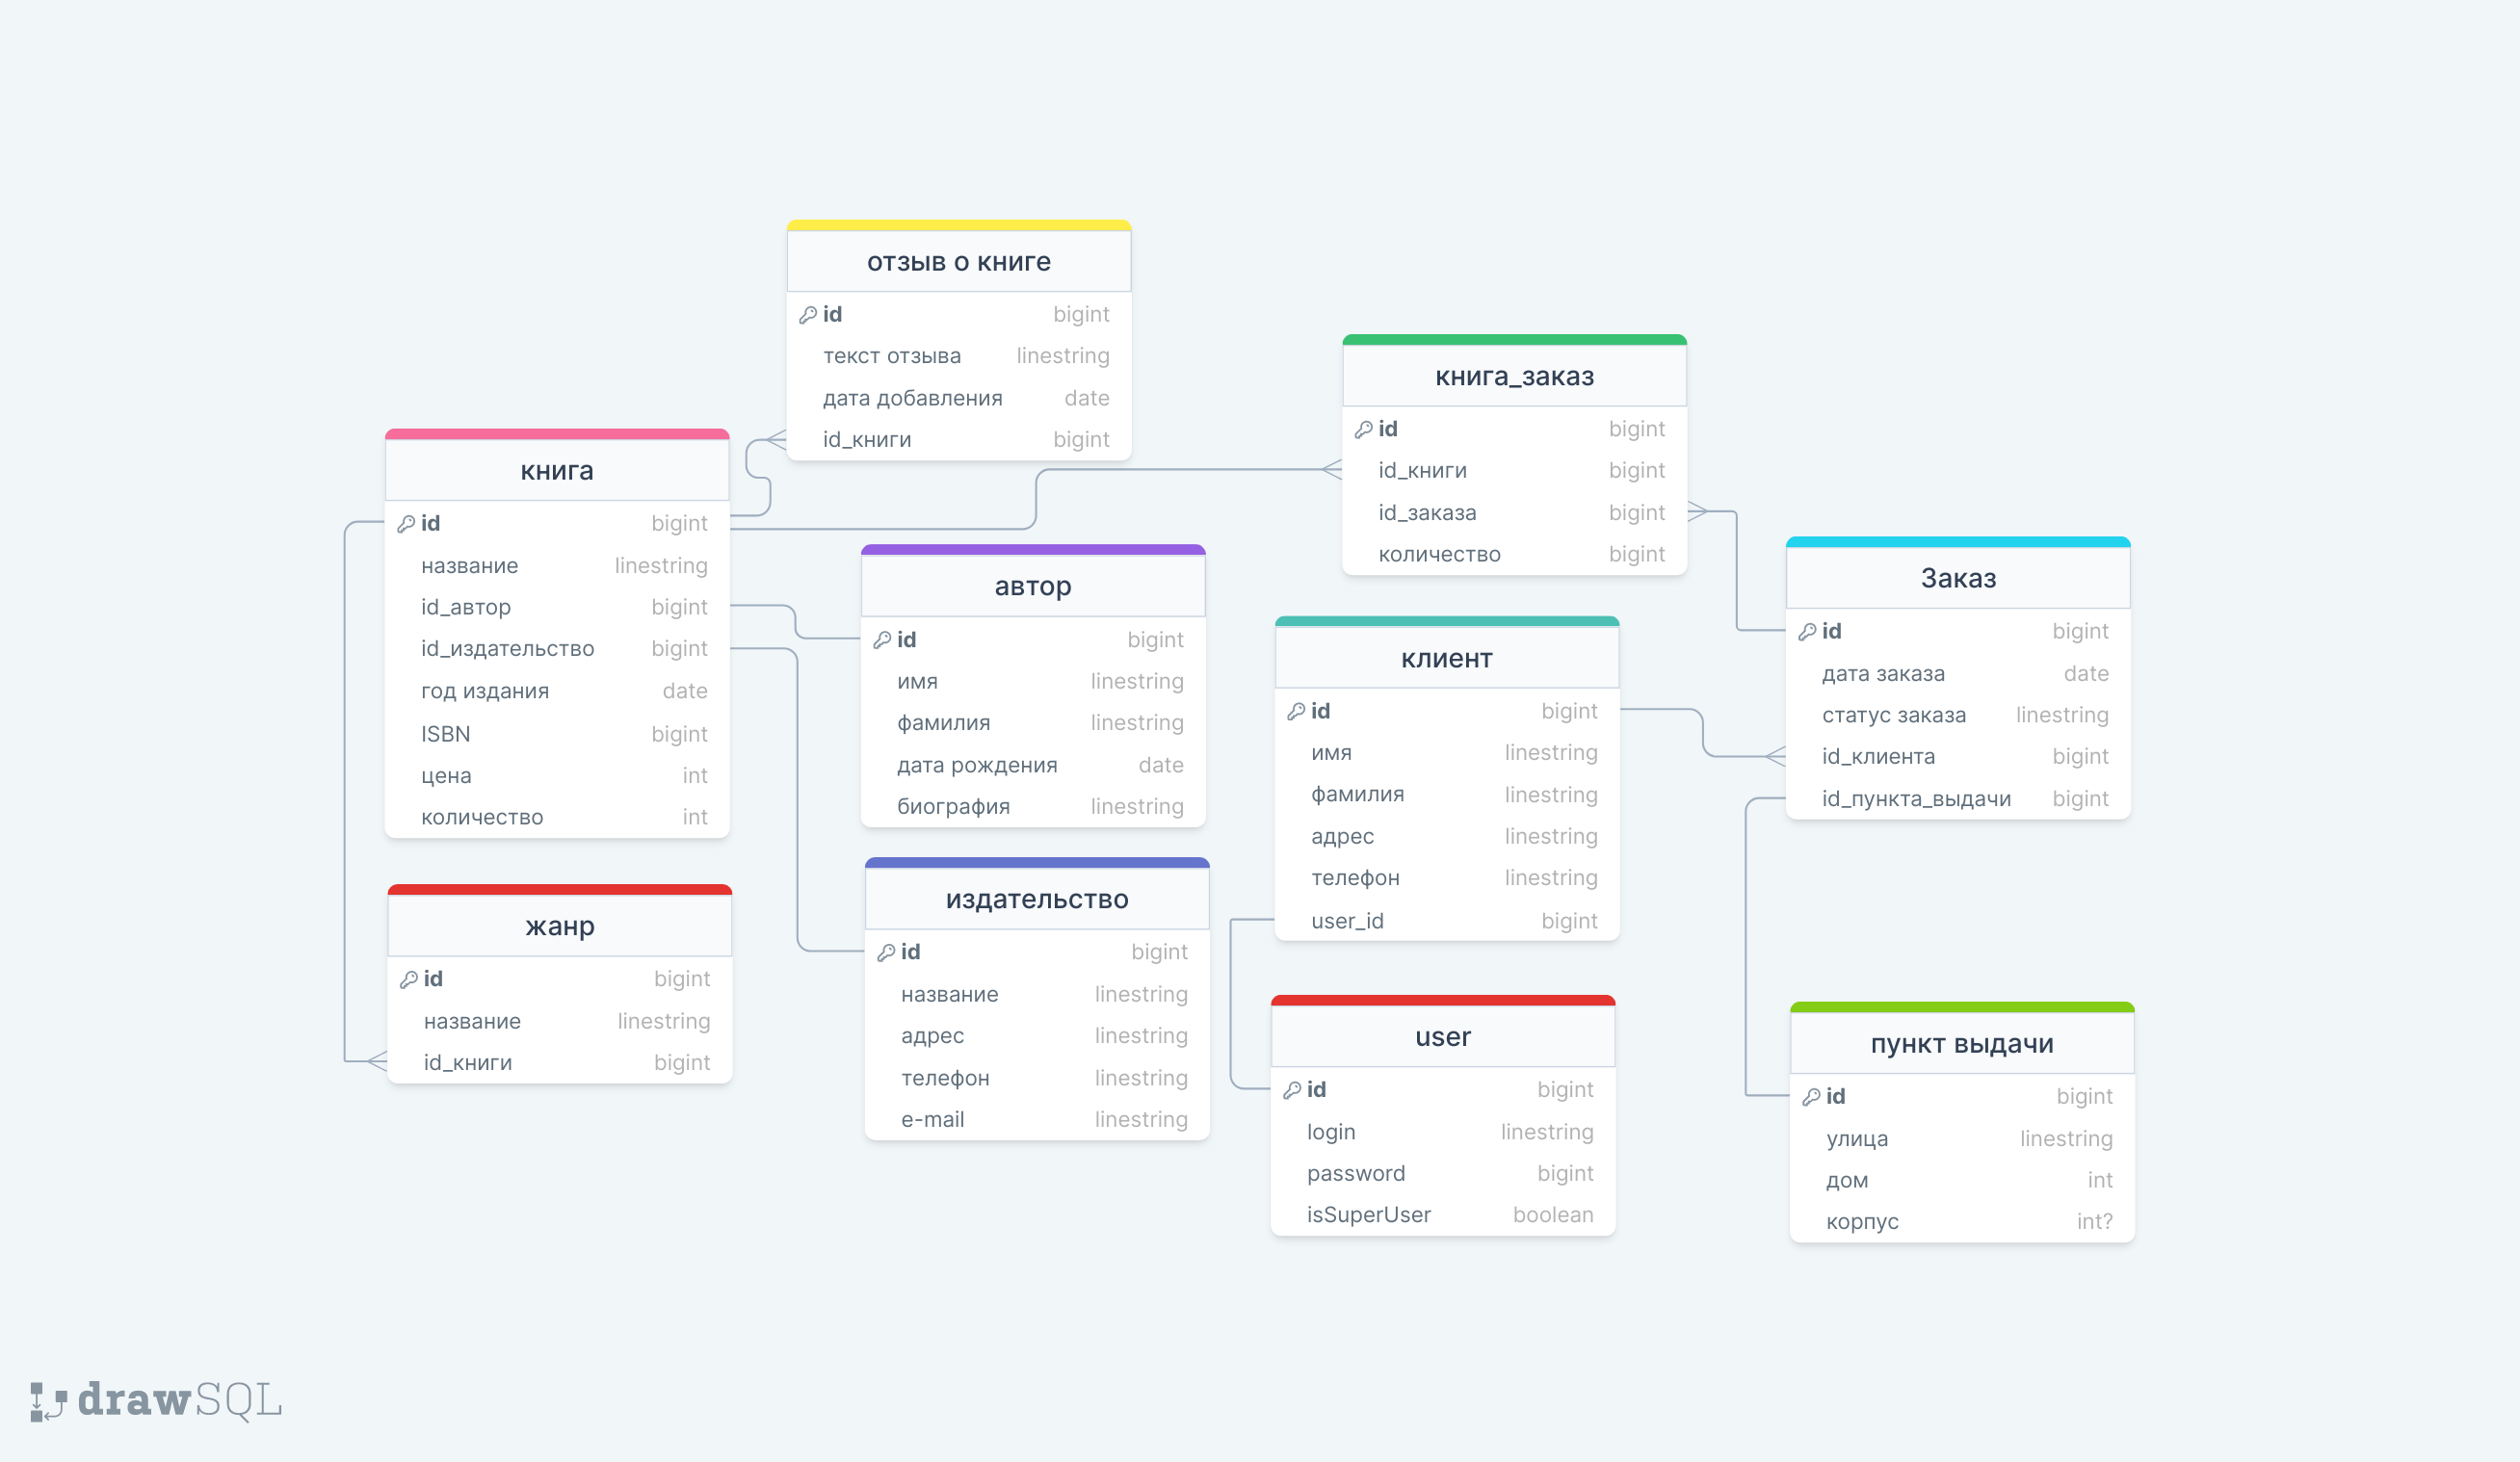 отзыв о книге
id bigint
текст отзыва linestring
дата добавления date
id_книги bigint
книга_заказ
id bigint
id_книги bigint
id_заказа bigint
количество bigint
книга
id bigint
название linestring
id_автор bigint
id_издательство bigint
год издания date
ISBN bigint
цена int
количество int
автор
id bigint
имя linestring
фамилия linestring
дата рождения date
биография linestring
Заказ
id bigint
дата заказа date
статус заказа linestring
id_клиента bigint
id_пункта_выдачи bigint
клиент
id bigint
имя linestring
фамилия linestring
адрес linestring
телефон linestring
user_id bigint
жанр
id bigint
название linestring
id_книги bigint
издательство
id bigint
название linestring
адрес linestring
телефон linestring
e-mail linestring
user
id bigint
login linestring
password bigint
isSuperUser boolean
пункт выдачи
id bigint
улица linestring
дом int
корпус int?
drawSQL